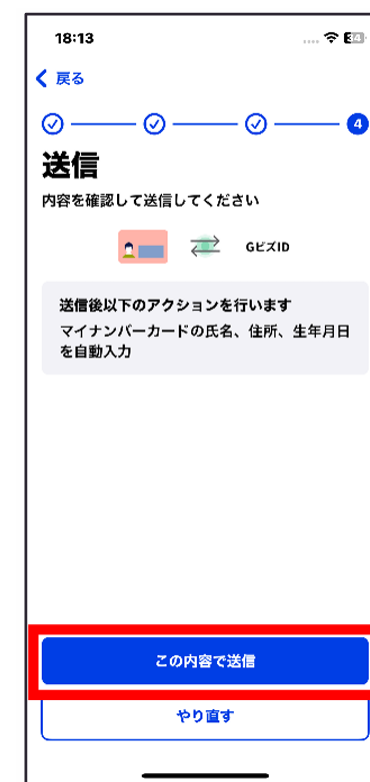 18:13
34
戻る
4
送信
内容を確認して送信してください
GビズID
送信後以下のアクションを行います
マイナンバーカードの氏名、住所、生年月日
を自動入力
この内容で送信
やり直す